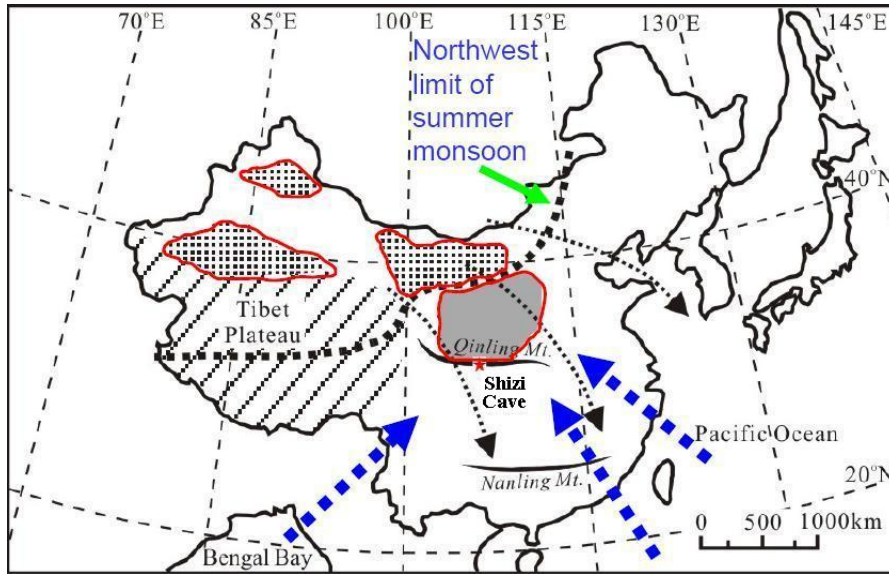 70°E
85°E
100°E
115°E
130°E
145°E
Northwest
limit of
summer
monsoon
40°N
Tibet
Plateau
Qinling Mt.
Shizi
Cave
Pacific Ocean
Nanling Mt.
20°N
0 500 1000km
Bengal Bay